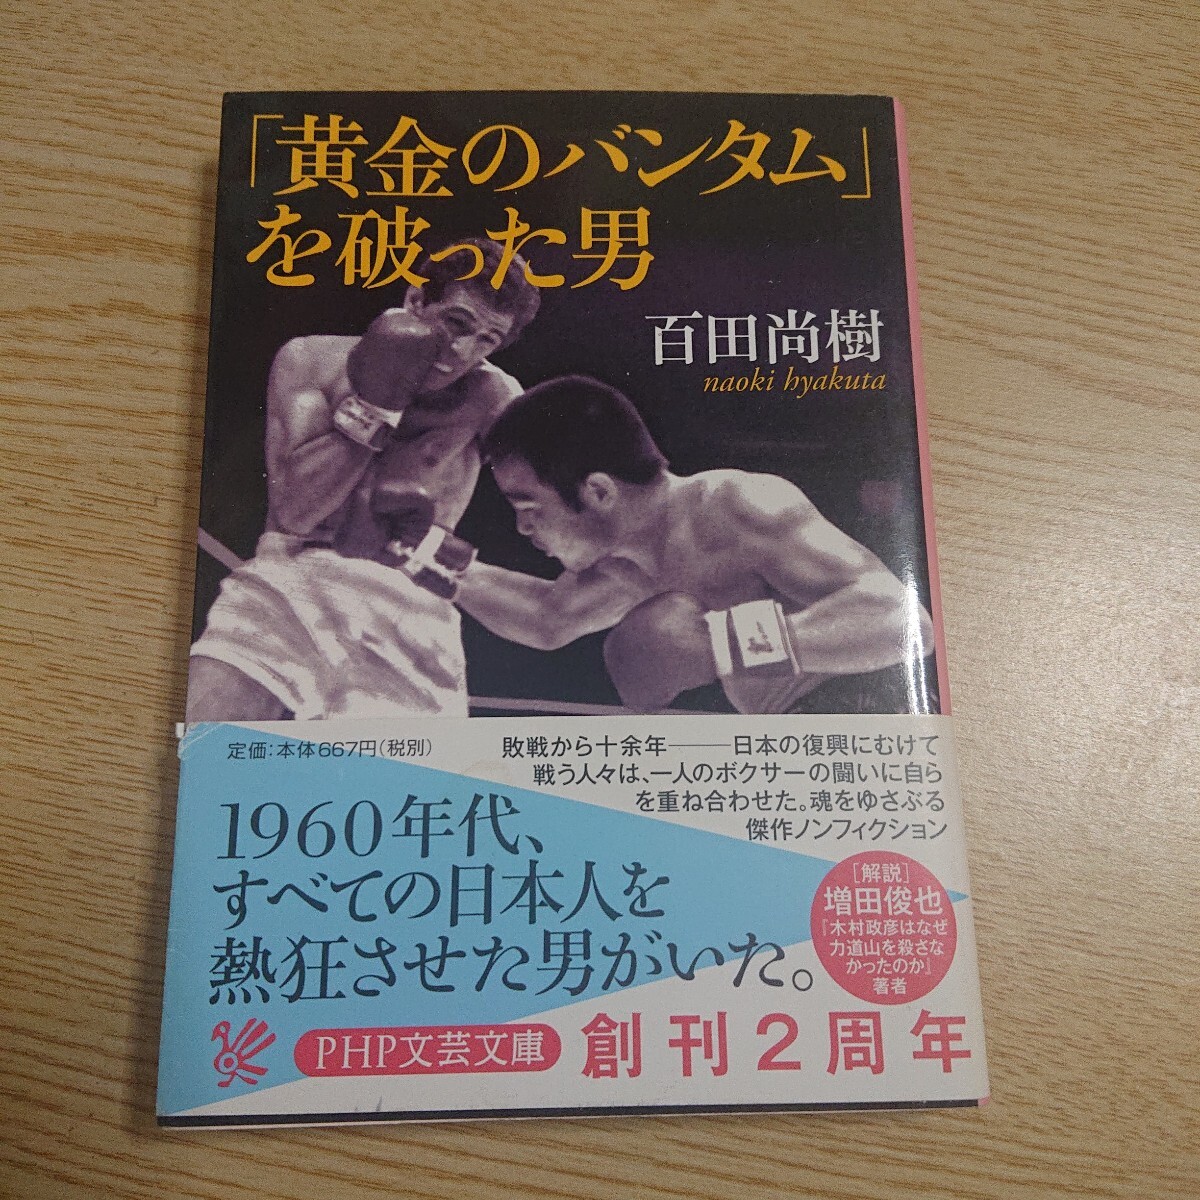 「黄金のバンタム」
を破った男
百田尚樹
naoki hyakuta
定価:本体667円(税別)
敗戦から十余年――日本の復興にむけて
戦う人々は、一人のボクサーの闘いに自ら
を重ね合わせた。魂をゆさぶる
傑作ノンフィクション
1960年代、
すべての日本人を
熱狂させた男がいた。
[解説]
増田俊也
『木村政彦はなぜ
力道山を殺さな
かったのか』
著者
PHP文芸文庫
創刊2周年